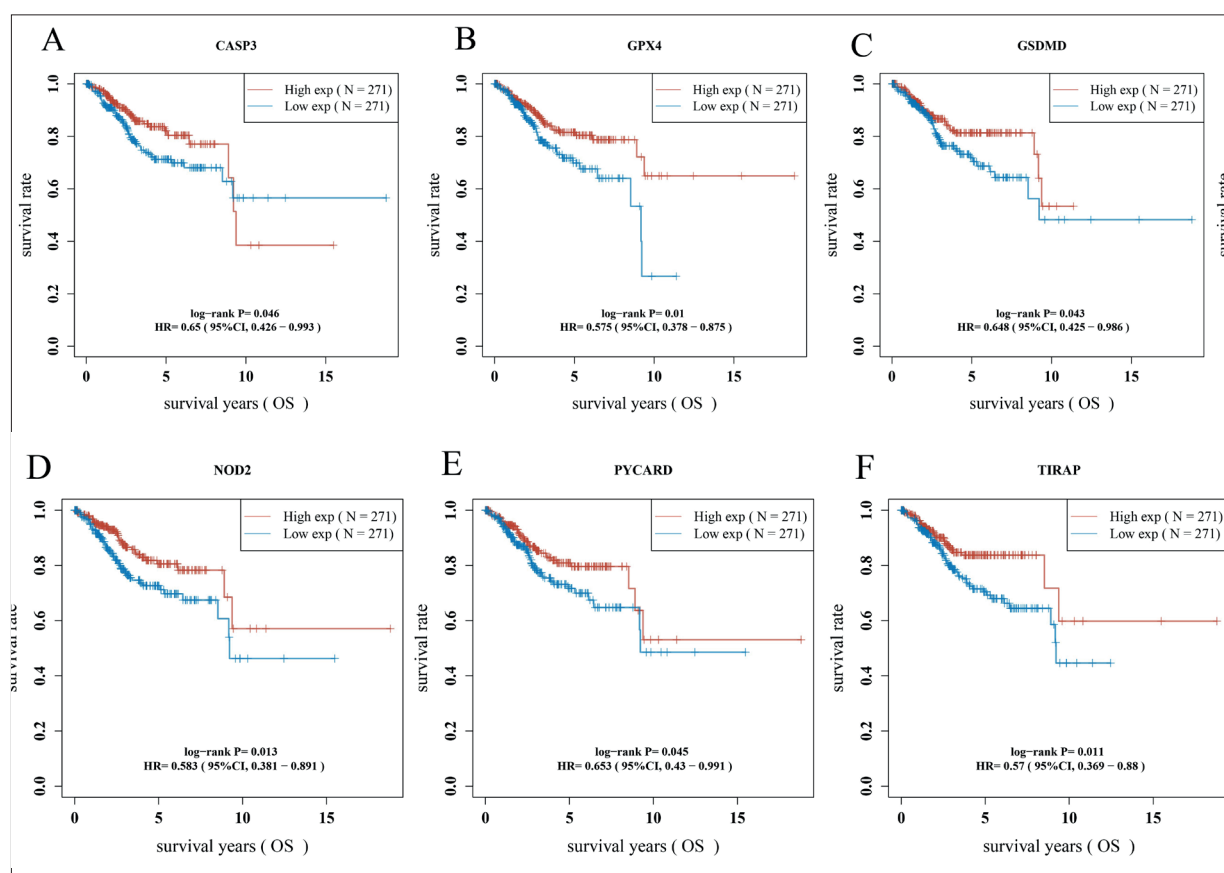 A
CASP3
High exp ( N = 271)
Low exp ( N = 271)
survival rate
0.0 0.2 0.4 0.6 0.8 1.0
log−rank P= 0.046
HR= 0.65 ( 95%CI, 0.426 − 0.993 )
0 5 10 15
survival years ( OS )
B
GPX4
High exp ( N = 271)
Low exp ( N = 271)
survival rate
0.0 0.2 0.4 0.6 0.8 1.0
log−rank P= 0.01
HR= 0.575 ( 95%CI, 0.378 − 0.875 )
0 5 10 15
survival years ( OS )
C
GSDMD
High exp ( N = 271)
Low exp ( N = 271)
survival rate
0.0 0.2 0.4 0.6 0.8 1.0
log−rank P= 0.043
HR= 0.648 ( 95%CI, 0.425 − 0.986 )
0 5 10 15
survival years ( OS )
survival rate
D
NOD2
High exp ( N = 271)
Low exp ( N = 271)
survival rate
0.0 0.2 0.4 0.6 0.8 1.0
log−rank P= 0.013
HR= 0.583 ( 95%CI, 0.381 − 0.891 )
0 5 10 15
survival years ( OS )
E
PYCARD
High exp ( N = 271)
Low exp ( N = 271)
survival rate
0.0 0.2 0.4 0.6 0.8 1.0
log−rank P= 0.045
HR= 0.653 ( 95%CI, 0.43 − 0.991 )
0 5 10 15
survival years ( OS )
F
TIRAP
High exp ( N = 271)
Low exp ( N = 271)
survival rate
0.0 0.2 0.4 0.6 0.8 1.0
log−rank P= 0.011
HR= 0.57 ( 95%CI, 0.369 − 0.88 )
0 5 10 15
survival years ( OS )